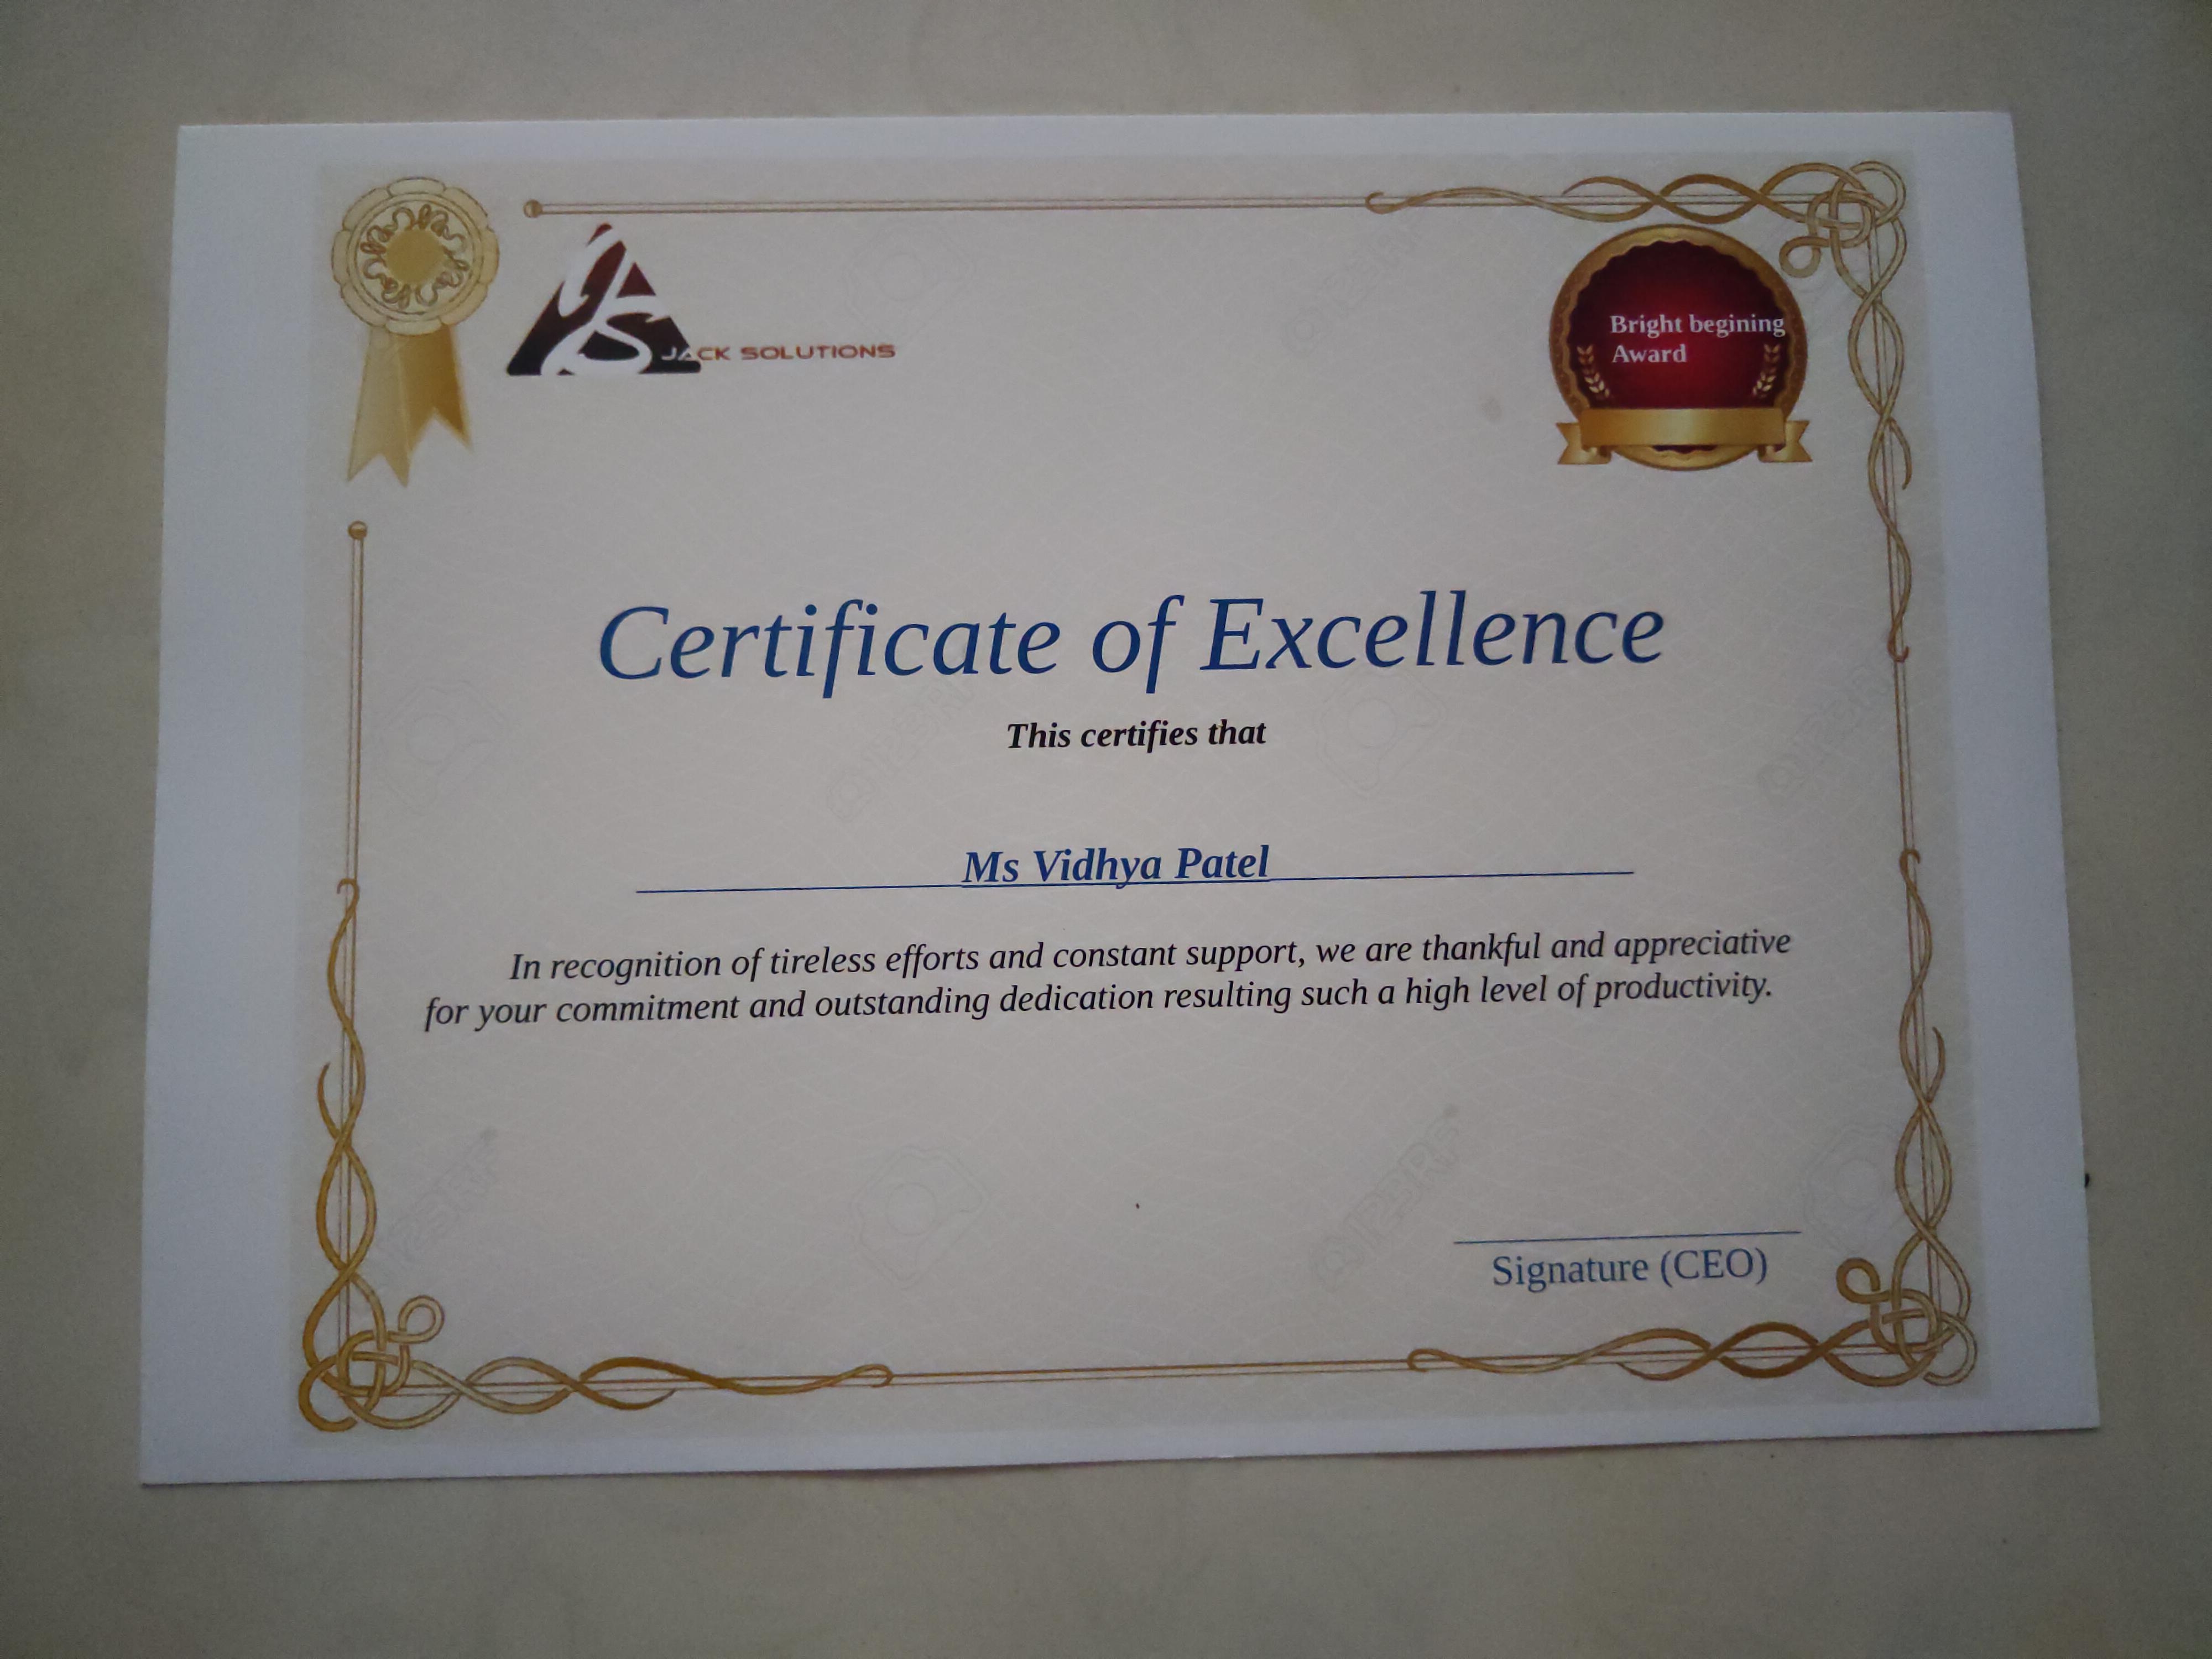 JACK SOLUTIONS
Bright begining
Award
Certificate of Excellence
This certifies that
Ms Vidhya Patel
In recognition of tireless efforts and constant support, we are thankful and appreciative
for your commitment and outstanding dedication resulting such a high level of productivity.
Signature (CEO)
123RF